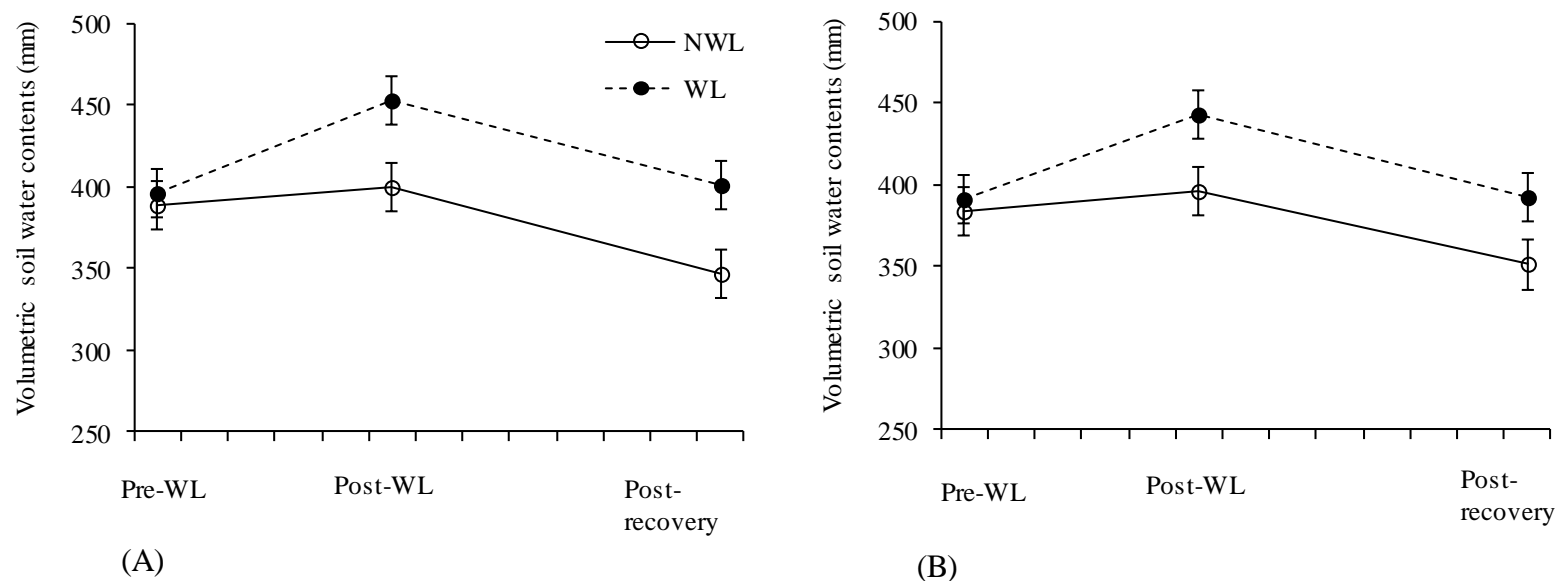 Volumetric soil water contents (mm)
500
450
400
350
300
250
NWL
WL
Pre-WL
Post-WL
Post-
recovery
(A)
Volumetric soil water contents (mm)
500
450
400
350
300
250
Pre-WL
Post-WL
Post-
recovery
(B)